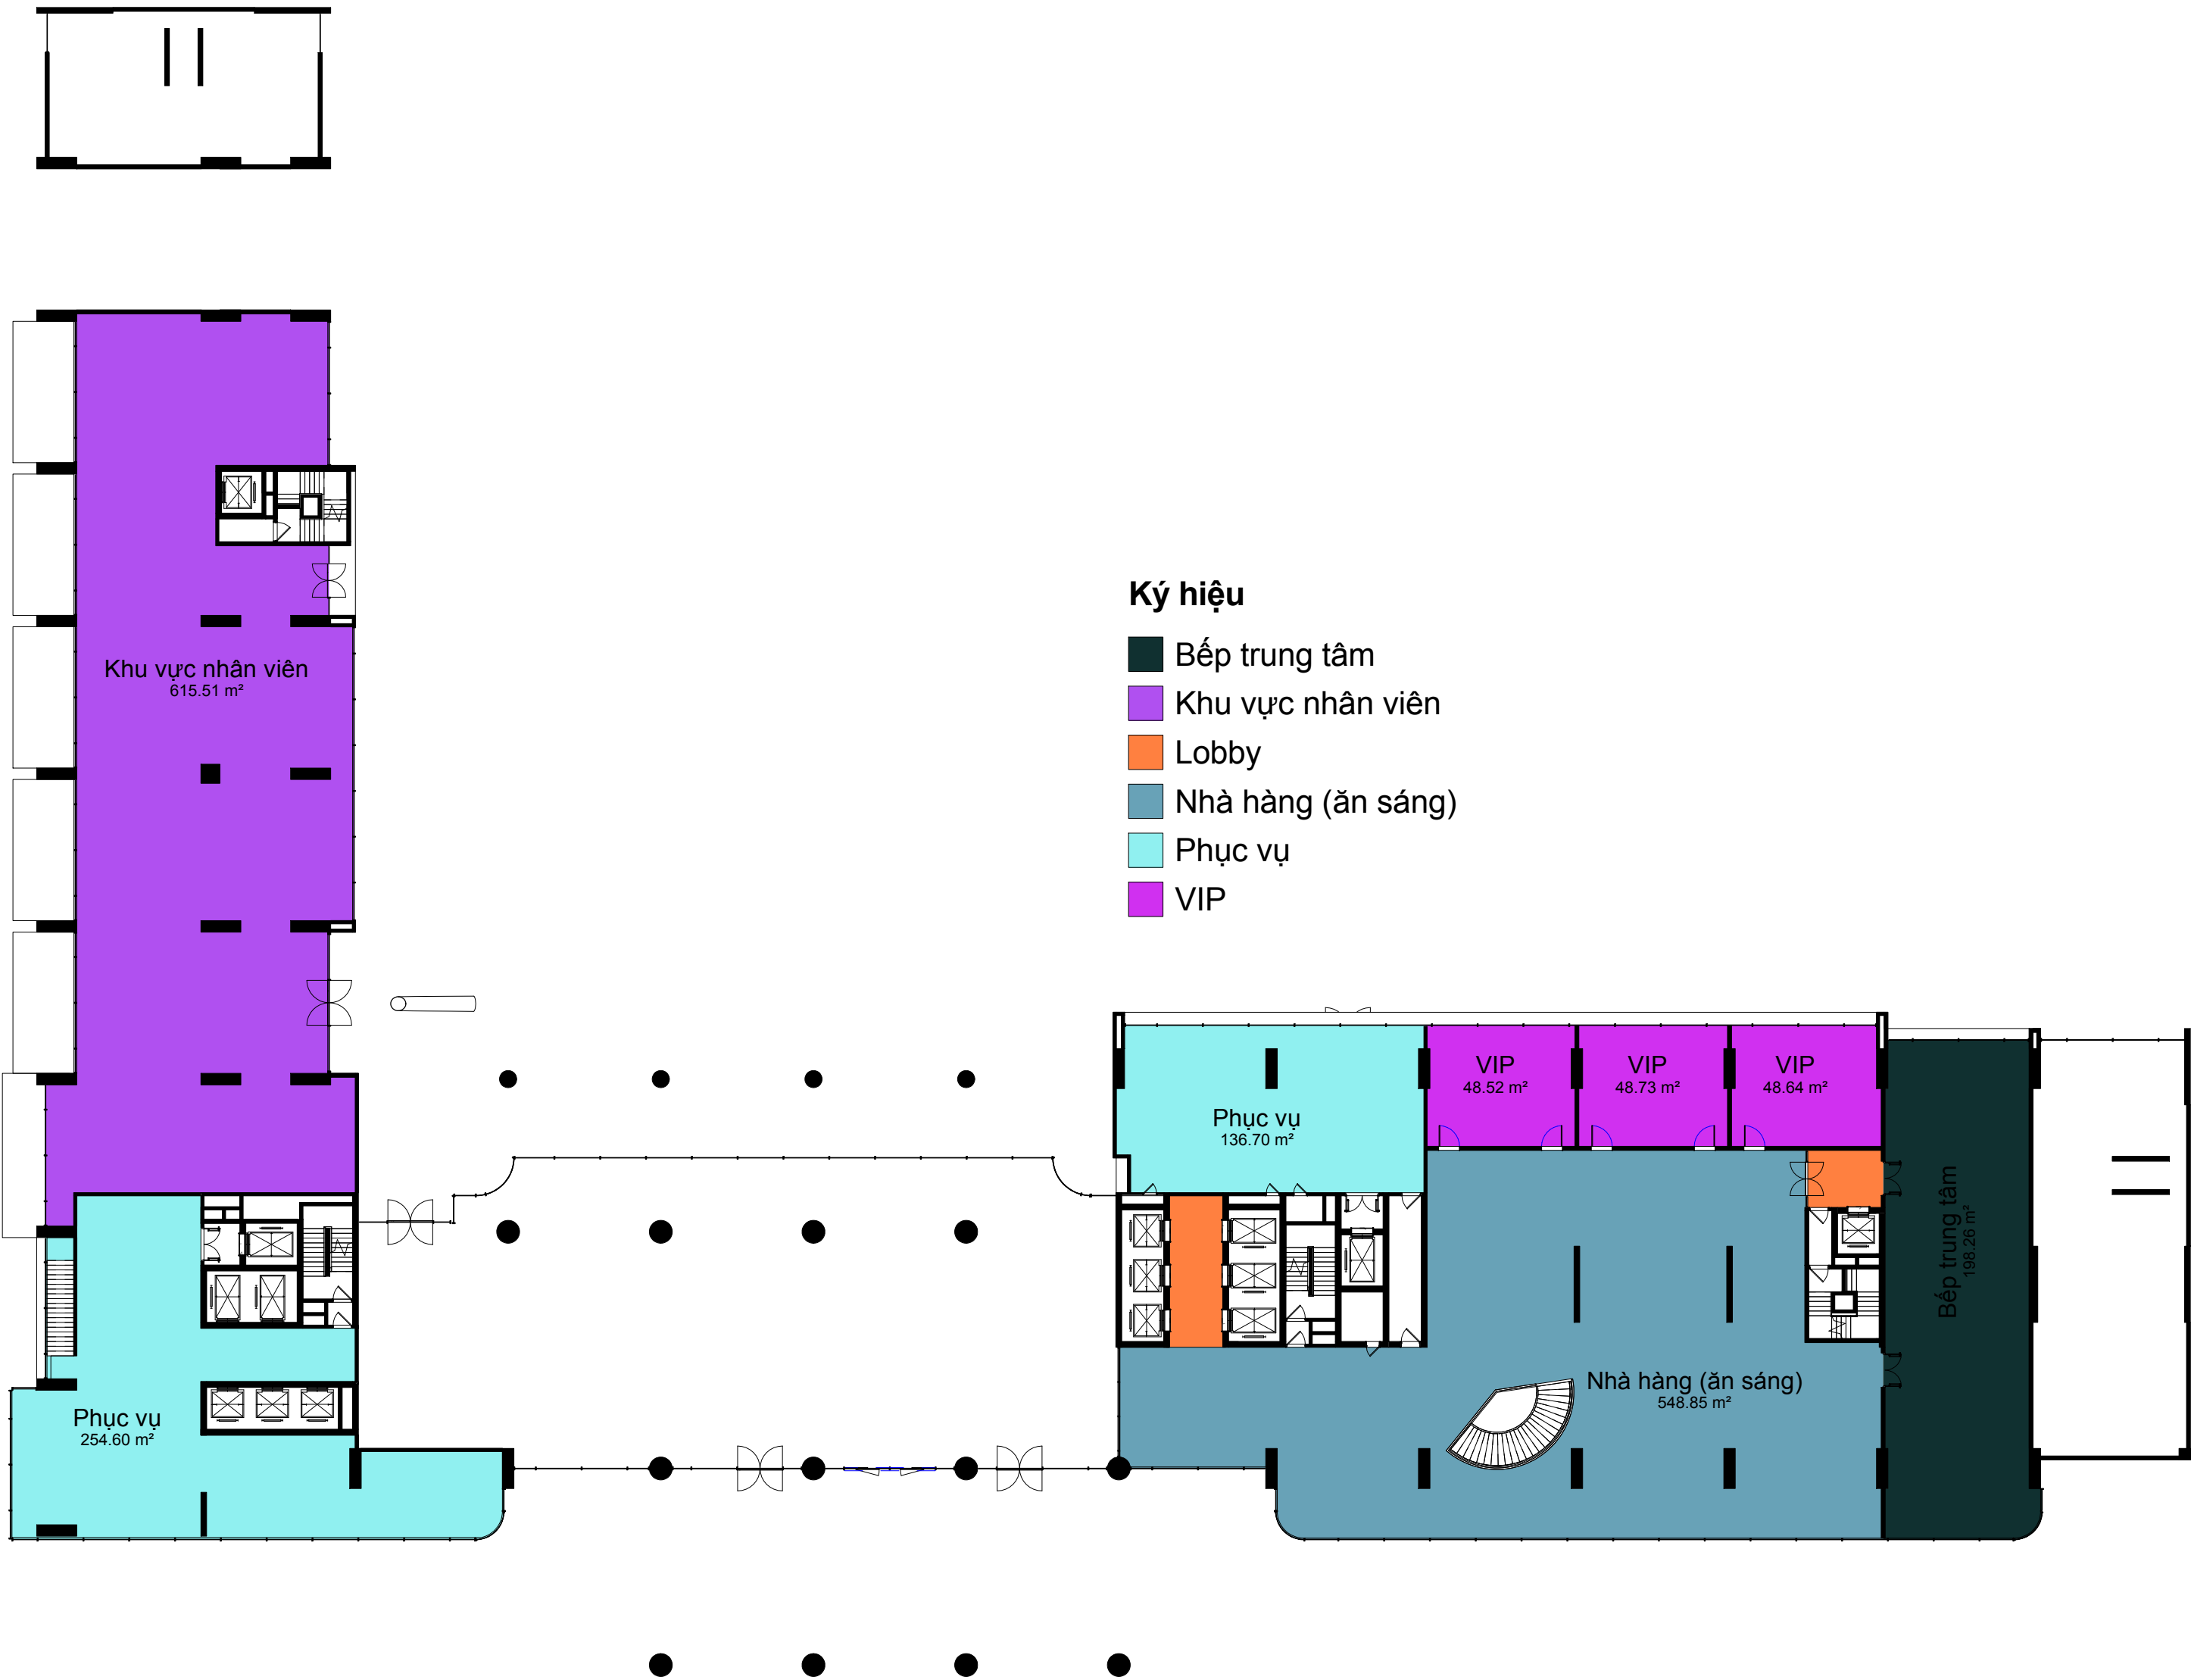 Ký hiệu
Bếp trung tâm
Khu vực nhân viên
Lobby
Nhà hàng (ăn sáng)
Phục vụ
VIP
Khu vực nhân viên
615.51 m²
VIP
48.52 m²
VIP
48.73 m²
VIP
48.64 m²
Phục vụ
136.70 m²
Bếp trung tâm
198.26 m²
Nhà hàng (ăn sáng)
548.85 m²
Phục vụ
254.60 m²